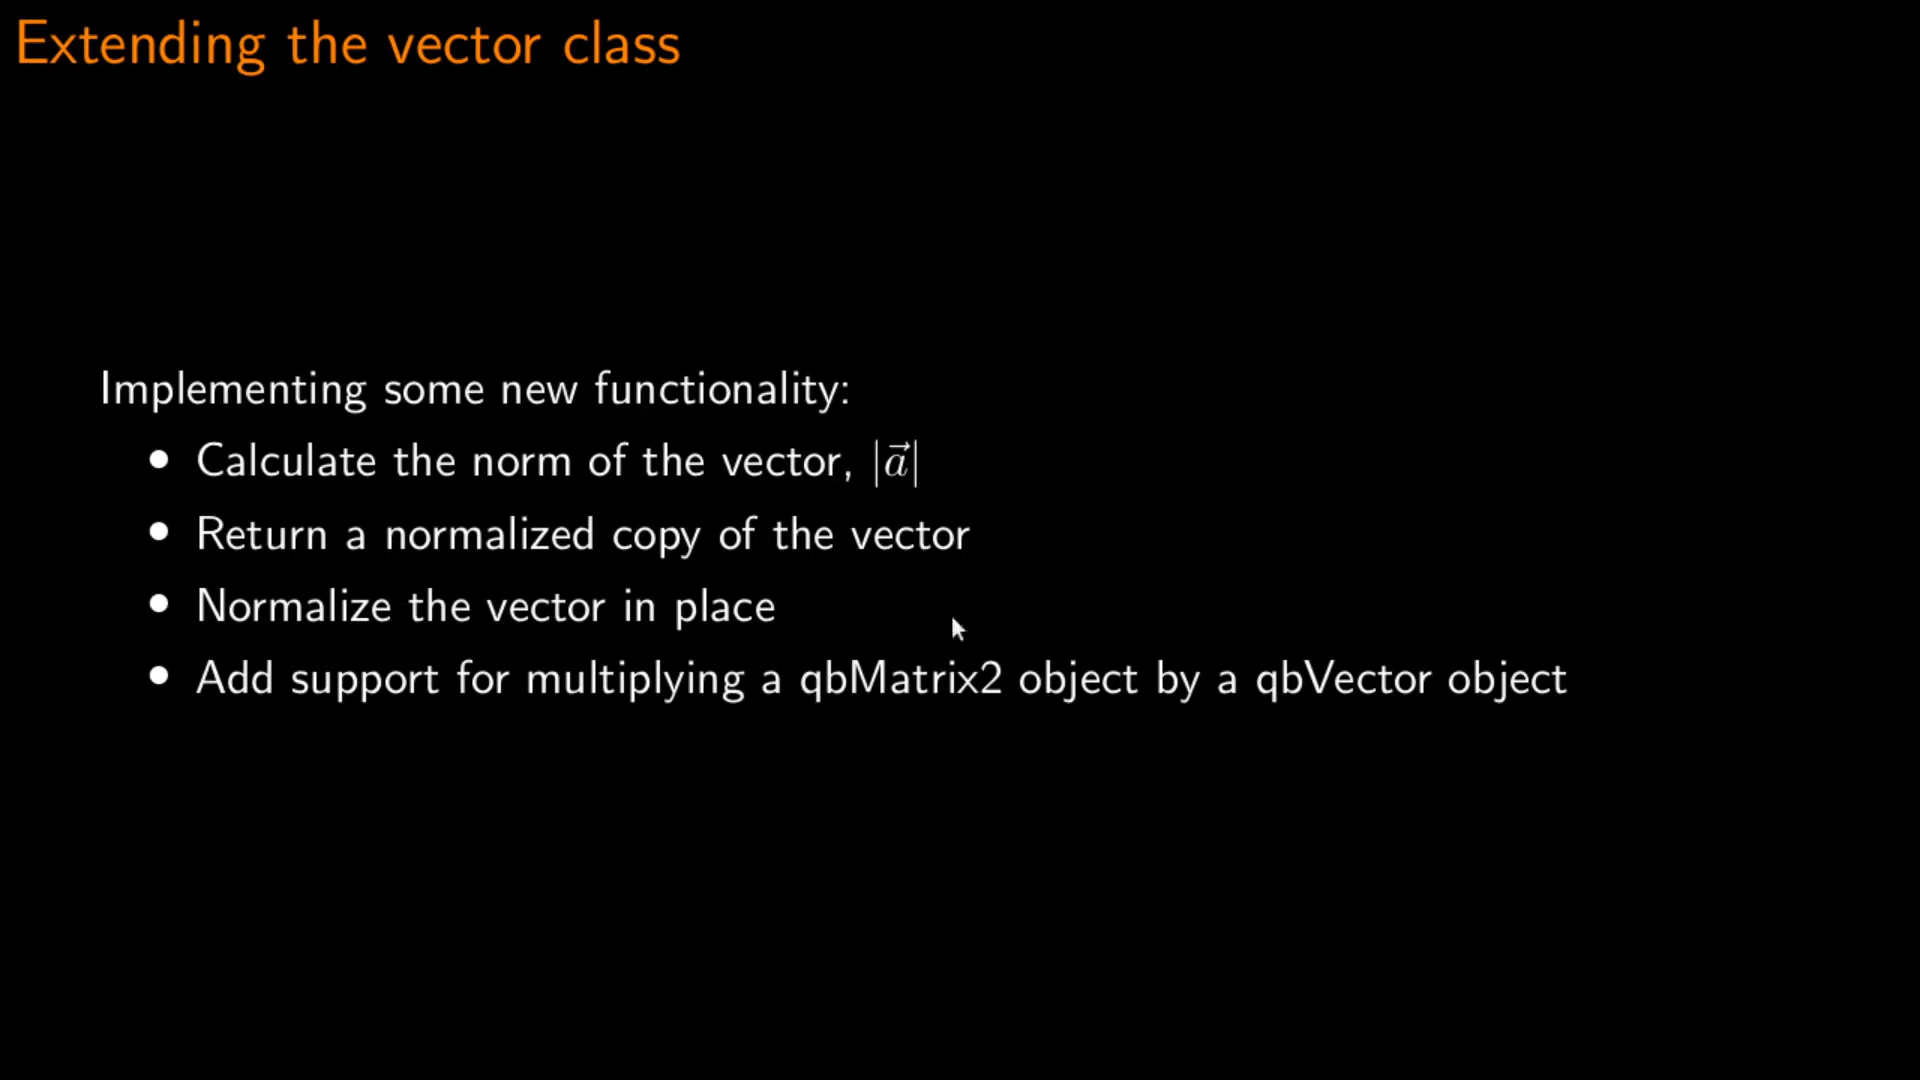 Extending the vector class
Implementing some new functionality:
• Calculate the norm of the vector, |a⃗|
• Return a normalized copy of the vector
• Normalize the vector in place
• Add support for multiplying a qbMatrix2 object by a qbVector object